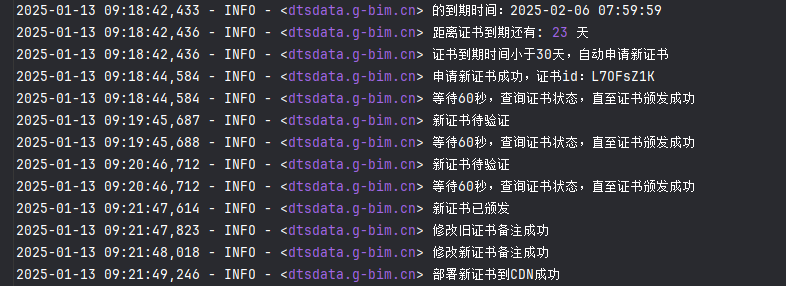 2025-01-13 09:18:42,433 - INFO - <dtsdata.g-bim.cn> 的到期时间：2025-02-06 07:59:59
2025-01-13 09:18:42,436 - INFO - <dtsdata.g-bim.cn> 距离证书到期还有: 23 天
2025-01-13 09:18:42,436 - INFO - <dtsdata.g-bim.cn> 证书到期时间小于30天，自动申请新证书
2025-01-13 09:18:44,584 - INFO - <dtsdata.g-bim.cn> 申请新证书成功，证书id：L7OFsZ1K
2025-01-13 09:18:44,584 - INFO - <dtsdata.g-bim.cn> 等待60秒，查询证书状态，直至证书颁发成功
2025-01-13 09:19:45,687 - INFO - <dtsdata.g-bim.cn> 新证书待验证
2025-01-13 09:19:45,688 - INFO - <dtsdata.g-bim.cn> 等待60秒，查询证书状态，直至证书颁发成功
2025-01-13 09:20:46,712 - INFO - <dtsdata.g-bim.cn> 新证书待验证
2025-01-13 09:20:46,712 - INFO - <dtsdata.g-bim.cn> 等待60秒，查询证书状态，直至证书颁发成功
2025-01-13 09:21:47,614 - INFO - <dtsdata.g-bim.cn> 新证书已颁发
2025-01-13 09:21:47,823 - INFO - <dtsdata.g-bim.cn> 修改旧证书备注成功
2025-01-13 09:21:48,018 - INFO - <dtsdata.g-bim.cn> 修改新证书备注成功
2025-01-13 09:21:49,246 - INFO - <dtsdata.g-bim.cn> 部署新证书到CDN成功